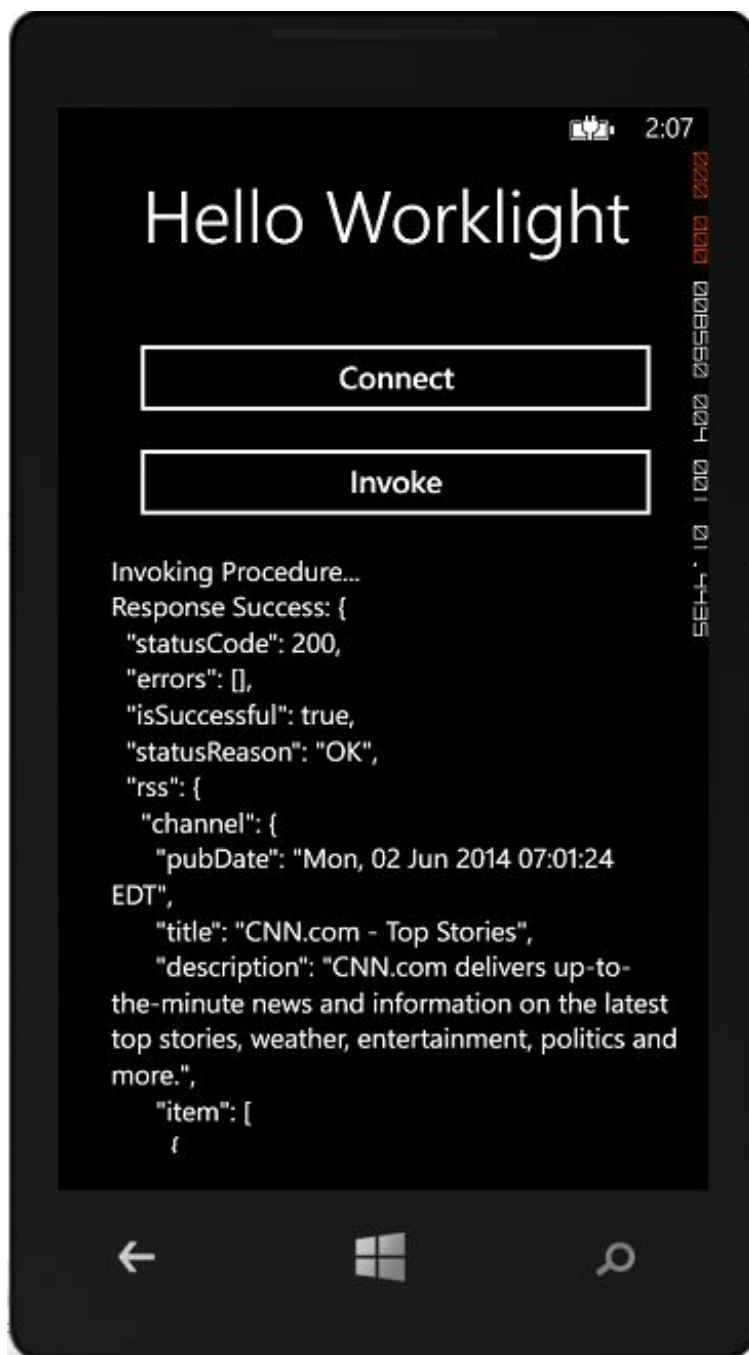 2:07
Hello Worklight
Connect
Invoke
Invoking Procedure...
Response Success: {
"statusCode": 200,
"errors": [],
"isSuccessful": true,
"statusReason": "OK",
"rss": {
"channel": {
"pubDate": "Mon, 02 Jun 2014 07:01:24
EDT",
"title": "CNN.com - Top Stories",
"description": "CNN.com delivers up-to-
the-minute news and information on the latest
top stories, weather, entertainment, politics and
more.",
"item": [
{